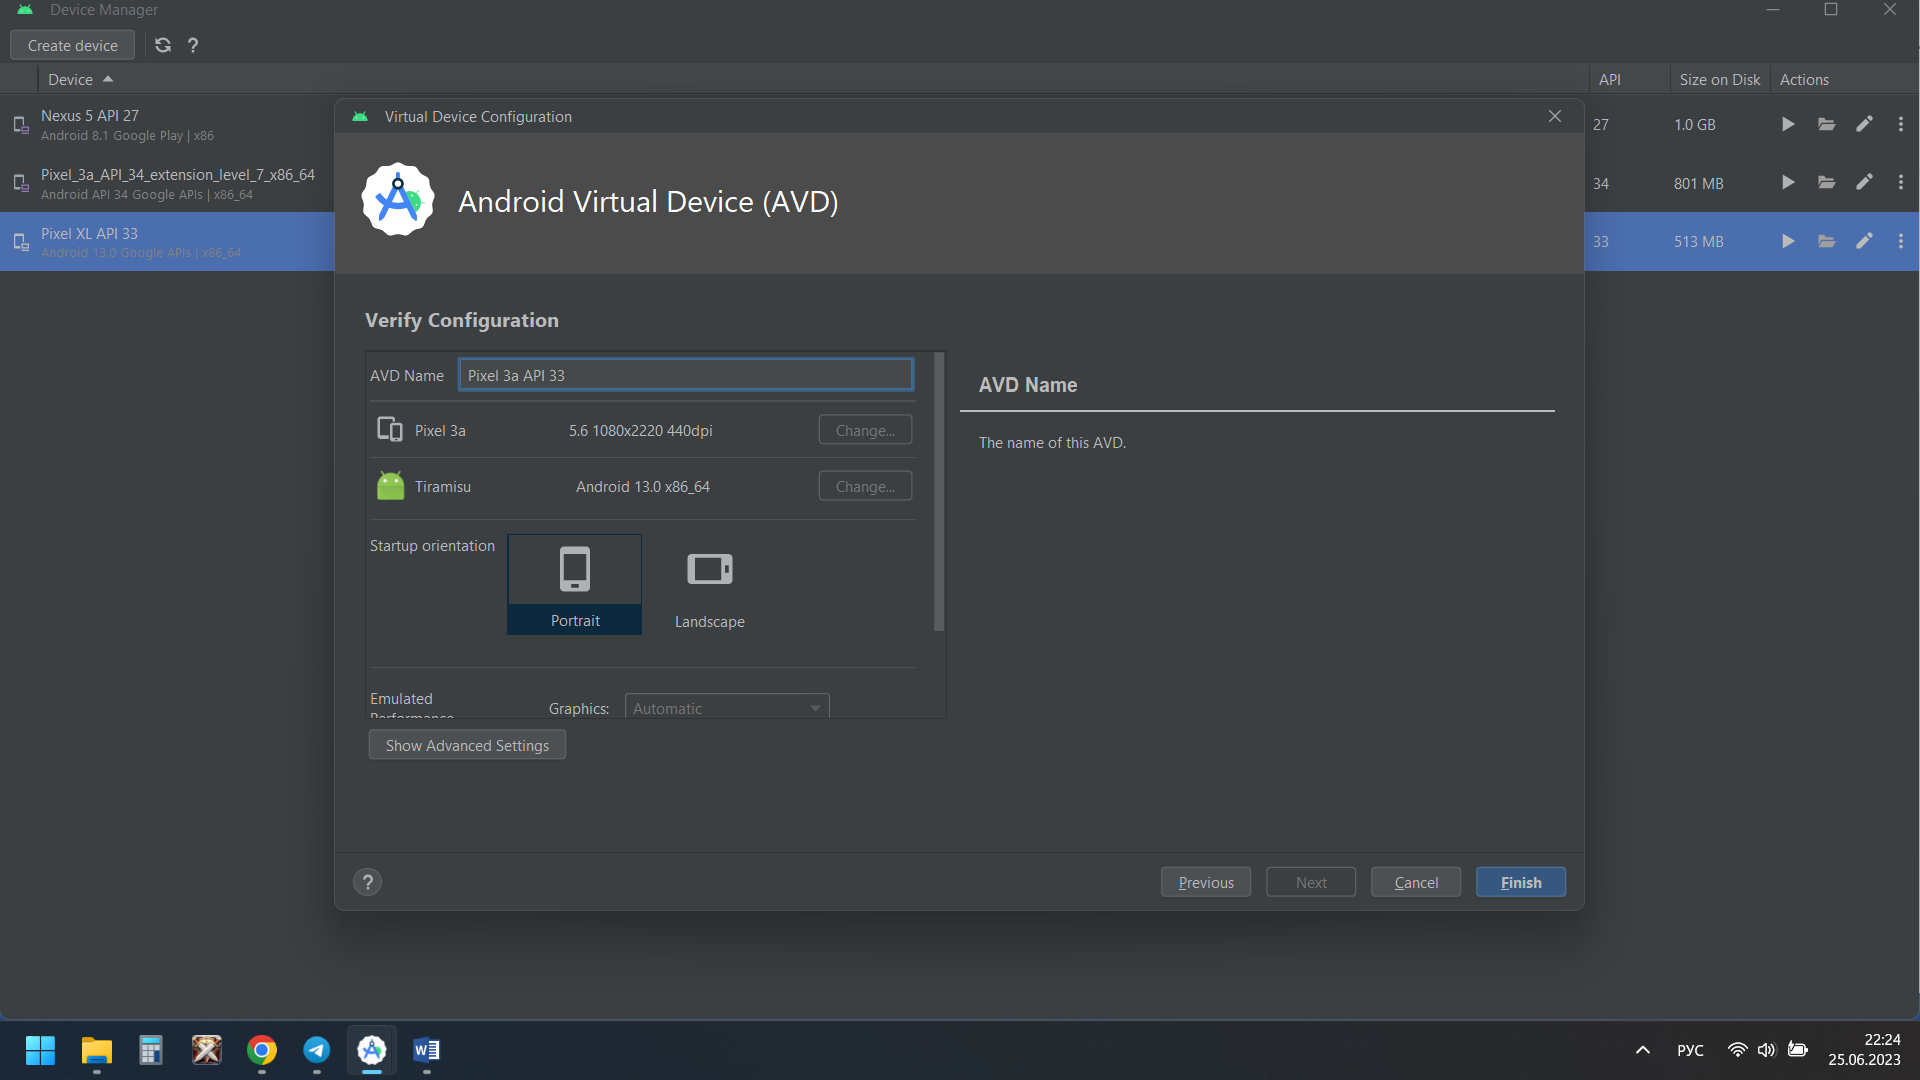 Device Manager
Create device
?
Device
API
Size on Disk
Actions
Nexus 5 API 27
Android 8.1 Google Play | x86
27
1.0 GB
Pixel_3a_API_34_extension_level_7_x86_64
Android API 34 Google APIs | x86_64
34
801 MB
Pixel XL API 33
Android 13.0 Google APIs | x86_64
33
513 MB
Virtual Device Configuration
Android Virtual Device (AVD)
Verify Configuration
AVD Name
Pixel 3a API 33
Pixel 3a
5.6 1080x2220 440dpi
Change...
Tiramisu
Android 13.0 x86_64
Change...
Startup orientation
Portrait
Landscape
Emulated
Performance
Graphics:
Automatic
Show Advanced Settings
AVD Name
The name of this AVD.
?
Previous
Next
Cancel
Finish
W
РУС
22:24
25.06.2023